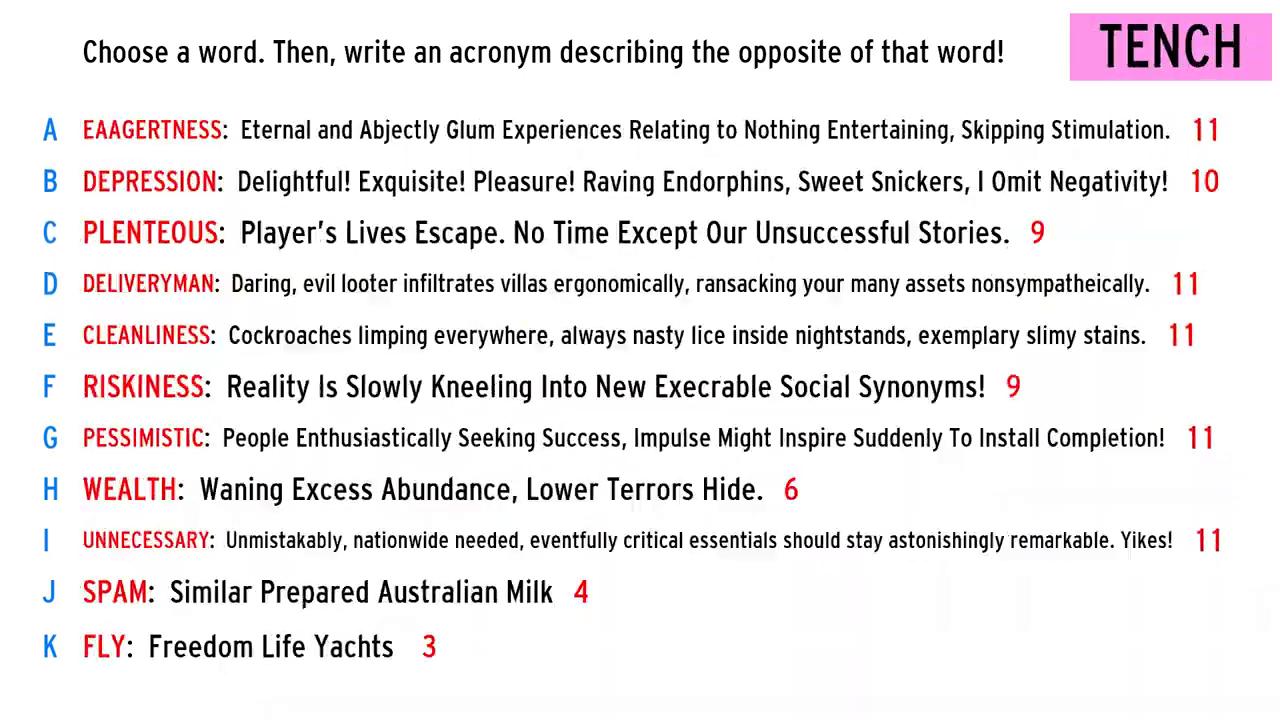 Choose a word. Then, write an acronym describing the opposite of that word!
TENCH
A EAAGERTNESS: Eternal and Abjectly Glum Experiences Relating to Nothing Entertaining, Skipping Stimulation. 11
B DEPRESSION: Delightful! Exquisite! Pleasure! Raving Endorphins, Sweet Snickers, I Omit Negativity! 10
C PLENTEOUS: Player's Lives Escape. No Time Except Our Unsuccessful Stories. 9
D DELIVERYMAN: Daring, evil looter infiltrates villas ergonomically, ransacking your many assets nonsympatheically. 11
E CLEANLINESS: Cockroaches limping everywhere, always nasty lice inside nightstands, exemplary slimy stains. 11
F RISKINESS: Reality Is Slowly Kneeling Into New Execrable Social Synonyms! 9
G PESSIMISTIC: People Enthusiastically Seeking Success, Impulse Might Inspire Suddenly To Install Completion! 11
H WEALTH: Waning Excess Abundance, Lower Terrors Hide. 6
I UNNECESSARY: Unmistakably, nationwide needed, eventfully critical essentials should stay astonishingly remarkable. Yikes! 11
J SPAM: Similar Prepared Australian Milk 4
K FLY: Freedom Life Yachts 3